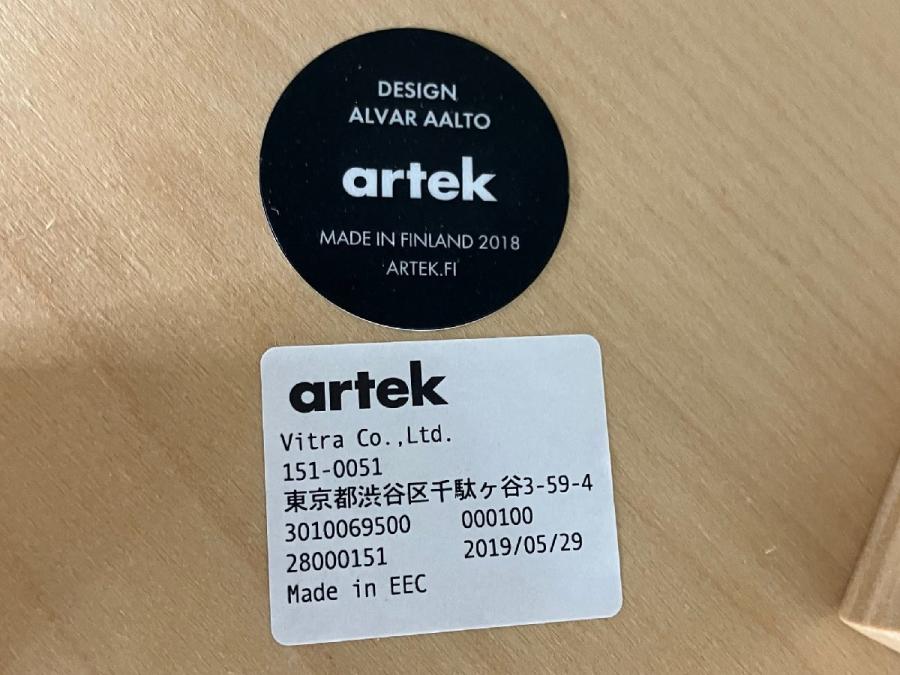 DESIGN
ALVAR AALTO
artek
MADE IN FINLAND 2018
ARTEK.FI
artek
Vitra Co.,Ltd.
151-0051
東京都渋谷区千駄ヶ谷3-59-4
3010069500 000100
28000151 2019/05/29
Made in EEC